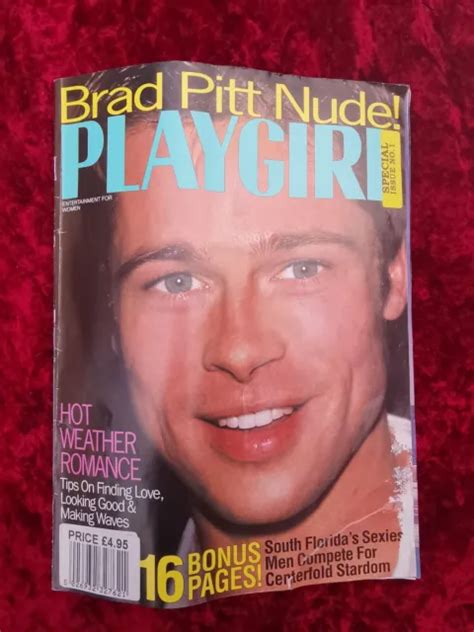 Brad Pitt Nude!
PLAYGIRL
SPECIAL
ISSUE NO. 1
ENTERTAINMENT FOR
WOMEN
HOT
WEATHER
ROMANCE
Tips On Finding Love,
Looking Good &
Making Waves
PRICE £4.95
16 BONUS
PAGES!
South Florida's Sexies
Men Compete For
Centerfold Stardom